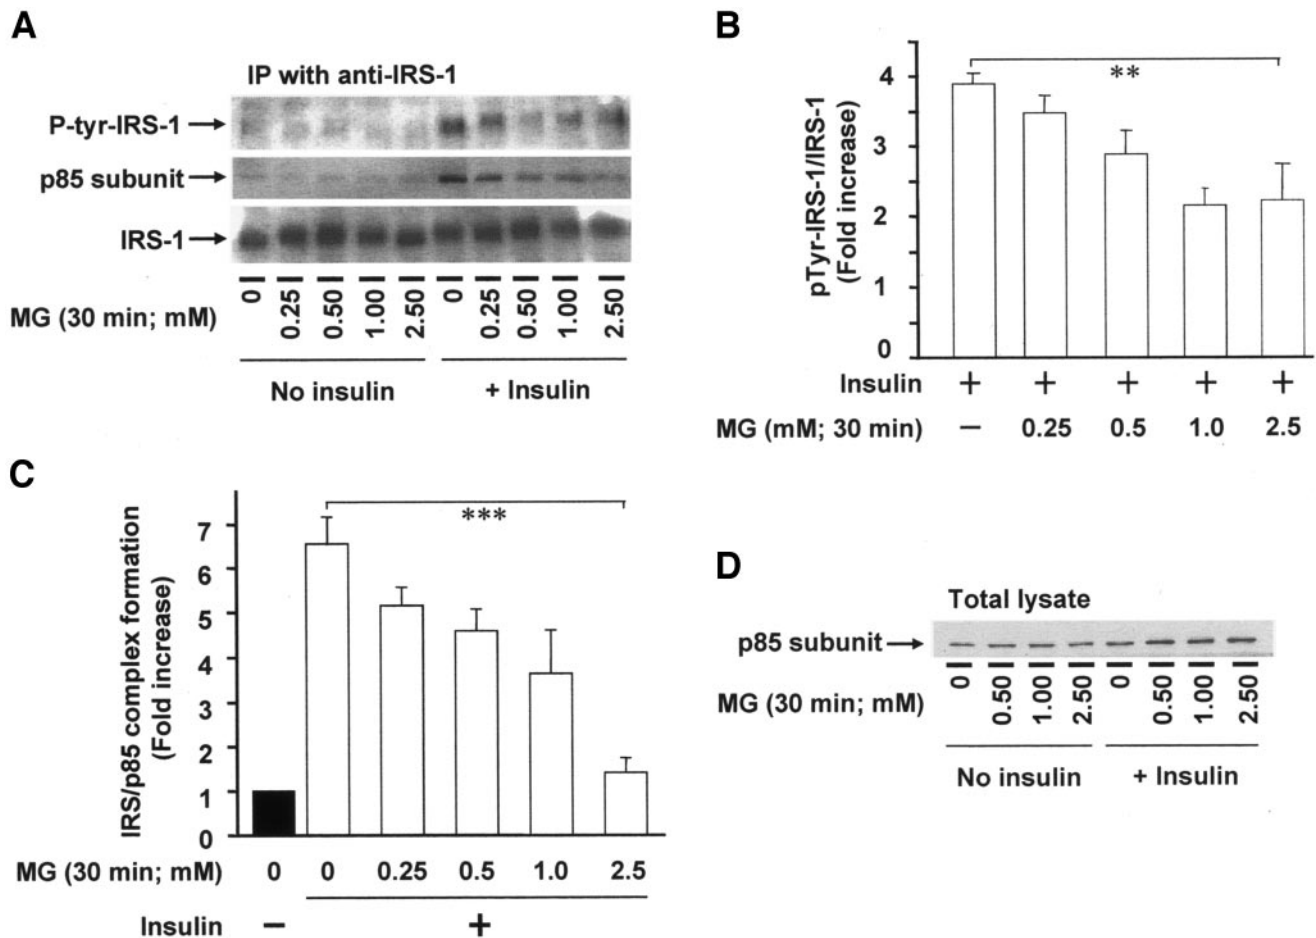 A
IP with anti-IRS-1
P-tyr-IRS-1
p85 subunit
IRS-1
0 0.25 0.50 1.00 2.50 0 0.25 0.50 1.00 2.50
MG (30 min; mM)
No insulin + Insulin
B
**
pTyr-IRS-1/IRS-1
(Fold increase)
4
3
2
1
0
Insulin + + + + +
MG (mM; 30 min) – 0.25 0.5 1.0 2.5
C
***
IRS/p85 complex formation
(Fold increase)
7
6
5
4
3
2
1
0
MG (30 min; mM) 0 0 0.25 0.5 1.0 2.5
Insulin – +
D
Total lysate
p85 subunit
0 0.50 1.00 2.50 0 0.50 1.00 2.50
MG (30 min; mM)
No insulin + Insulin